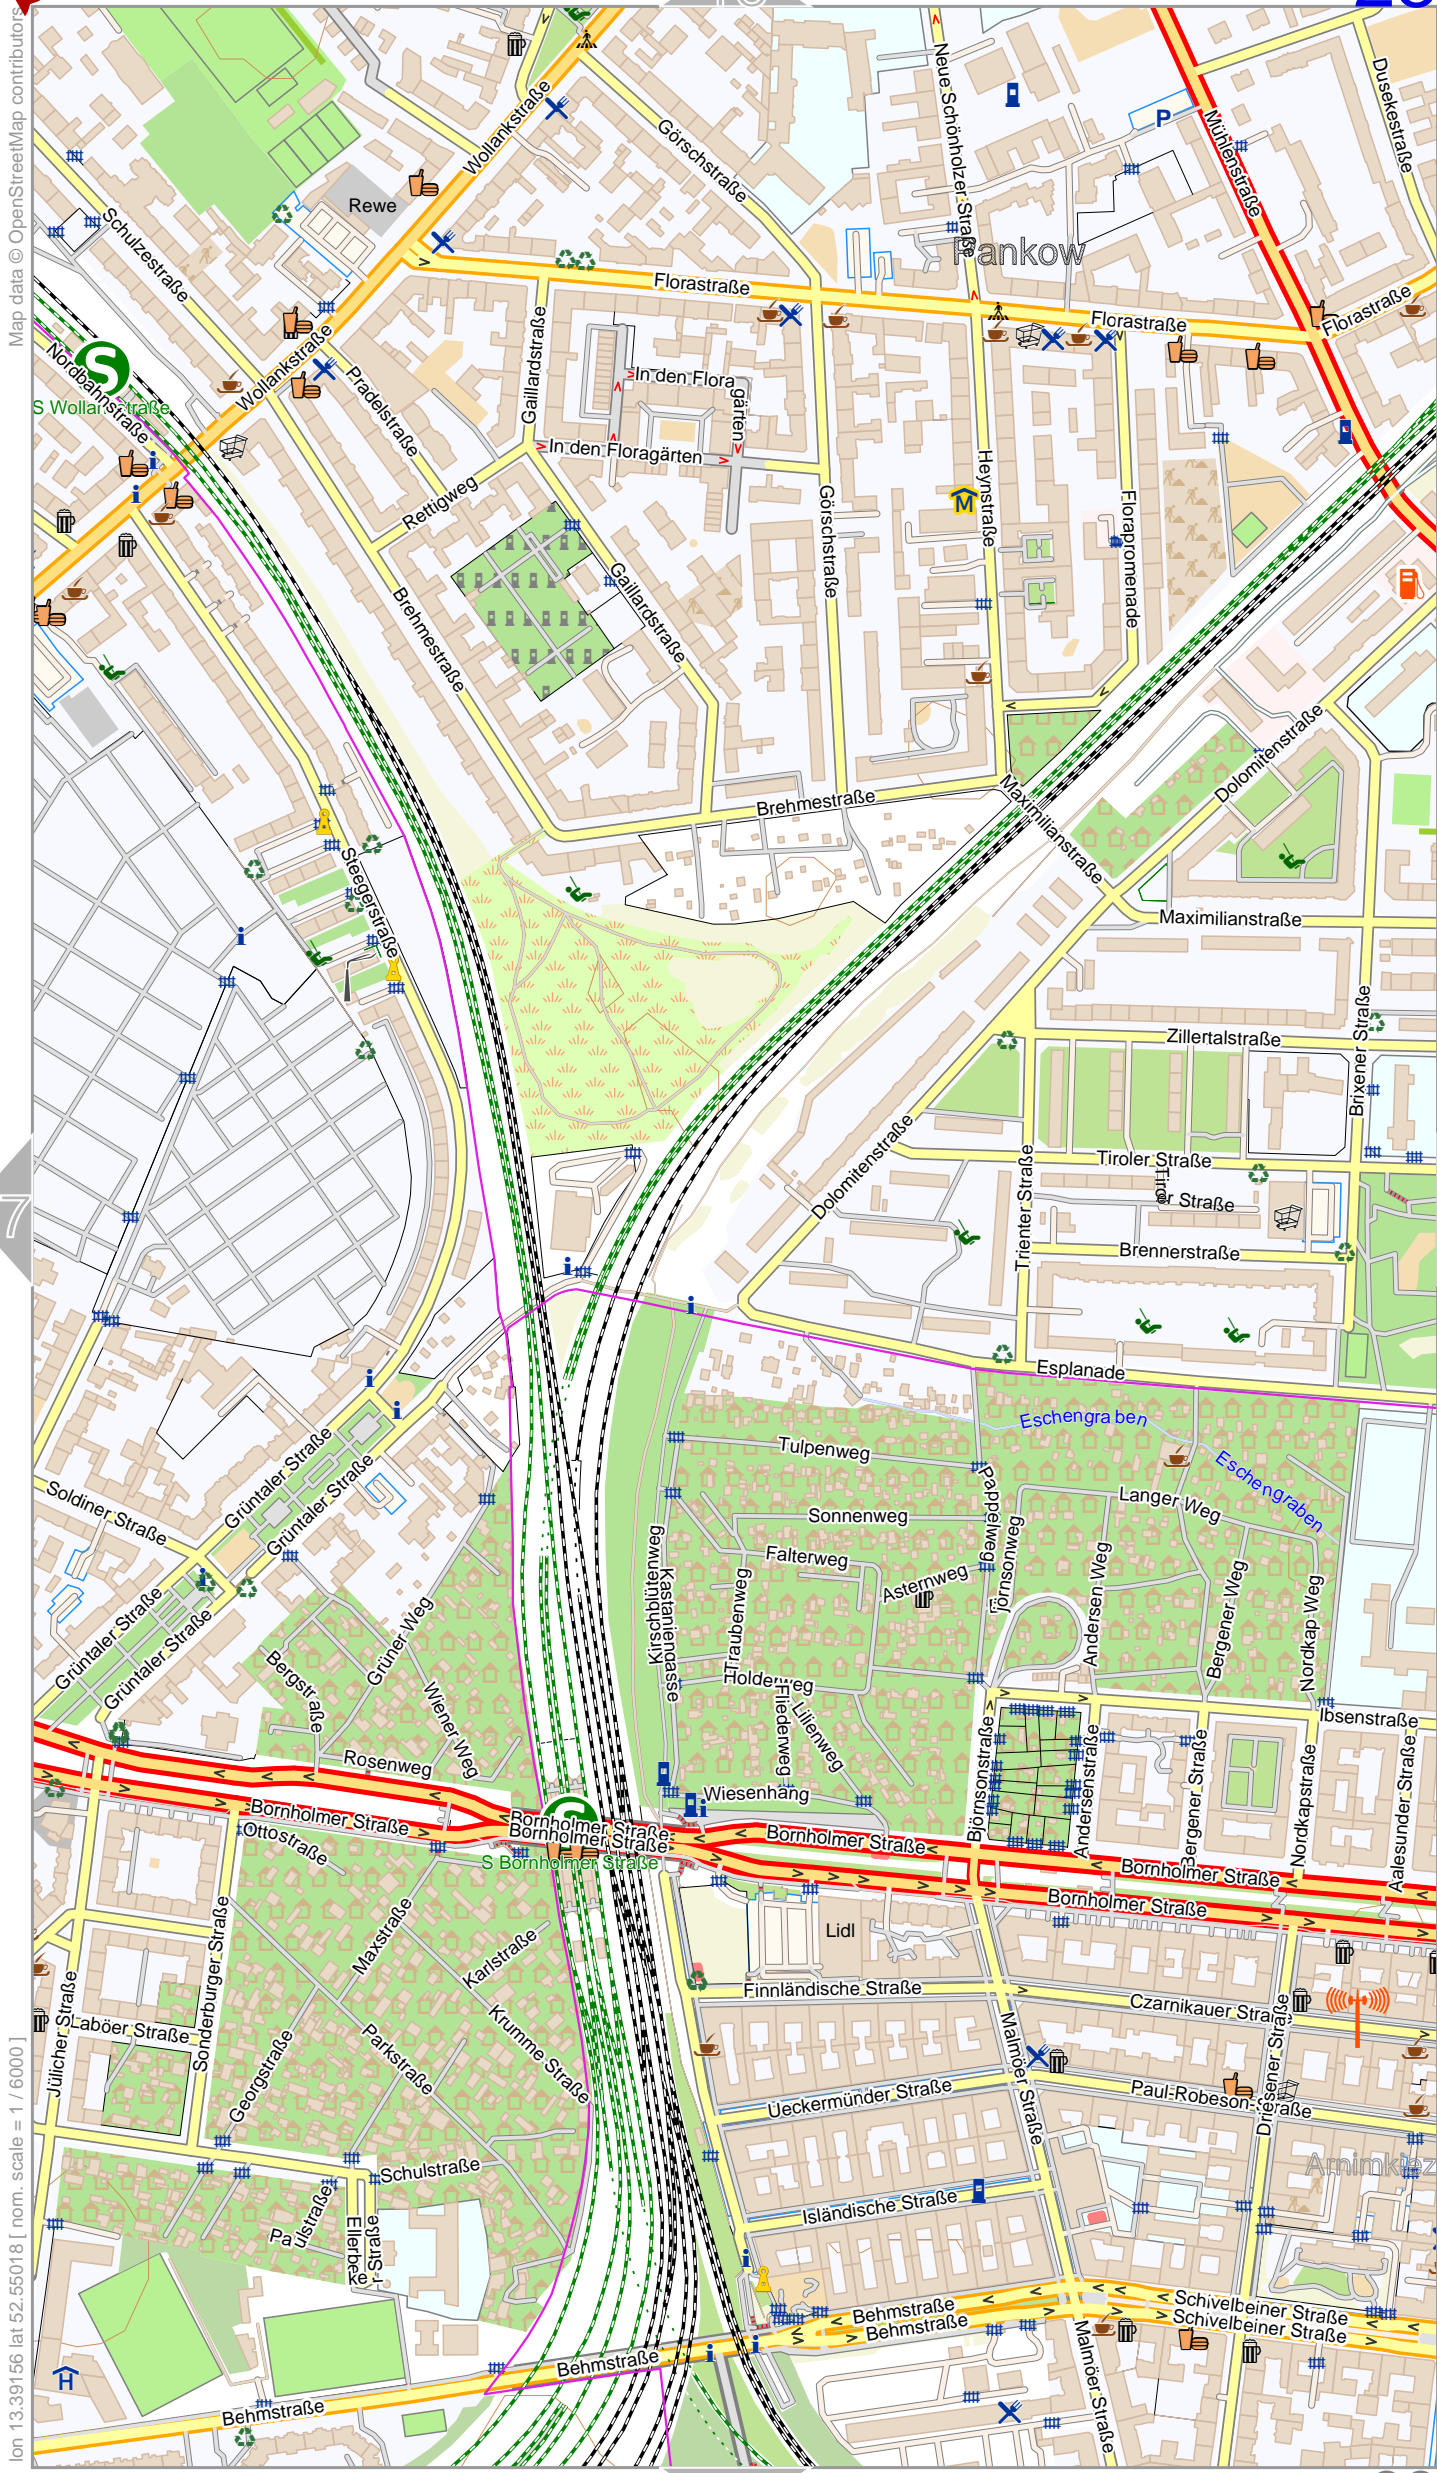 Map data © OpenStreetMap contributors
Wollankstraße
Görschstraße
Neue Schönholzer Straße
Mühlenstraße
Dusekestraße
P
Rewe
Schulzestraße
Pankow
Florastraße
Florastraße
Florastraße
Nordbahnstraße
S
Wollankstraße
Pradelstraße
Gaillardstraße
In den Flora
gärten
In den Floragärten
Rettigweg
Heynstraße
M
Görschstraße
Florapromenade
Gaillardstraße
Brehmestraße
Dolomitenstraße
Brehmestraße
Maximilianstraße
Steegerstraße
Maximilianstraße
Zillertalstraße
Brixener Straße
Dolomitenstraße
Tiroler Straße
Tiroler Straße
Trienter Straße
Brennerstraße
7
Esplanade
Eschengraben
Eschengraben
Tulpenweg
Pappelweg
Langer Weg
Sonnenweg
Grüntaler Straße
Grüntaler Straße
Soldiner Straße
Falterweg
Asternweg
Björnsonweg
Andersen Weg
Bergener Weg
Nordkap Weg
Kirschblütenweg
Kastaniengasse
Traubenweg
Grüntaler Straße
Grüntaler Straße
Grüner Weg
Bergstraße
Wiener Weg
Holderweg
Fliederweg
Lilienweg
Ibsenstraße
Rosenweg
Wiesenhang
Björnsonstraße
Andersenstraße
Bergener Straße
Nordkapstraße
Aalesunder Straße
Bornholmer Straße
Bornholmer Straße
Bornholmer Straße
S Bornholmer Straße
Bornholmer Straße
Bornholmer Straße
Bornholmer Straße
Ottostraße
Lidl
Maxstraße
Karlstraße
Sonderburger Straße
Jülicher Straße
Laböer Straße
Finnländische Straße
Czarnikauer Straße
Krumme Straße
Parkstraße
Georgstraße
Malmöer Straße
Driesener Straße
Ueckermünder Straße
Paul-Robeson-Straße
Arnimkiez
Schulstraße
Paulstraße
Ellerbeker Straße
Isländische Straße
Behmstraße
Behmstraße
Schivelbeiner Straße
Schivelbeiner Straße
Behmstraße
Malmöer Straße
H
Behmstraße
lon 13.39156 lat 52.55018 [ nom. scale = 1 / 6000 ]